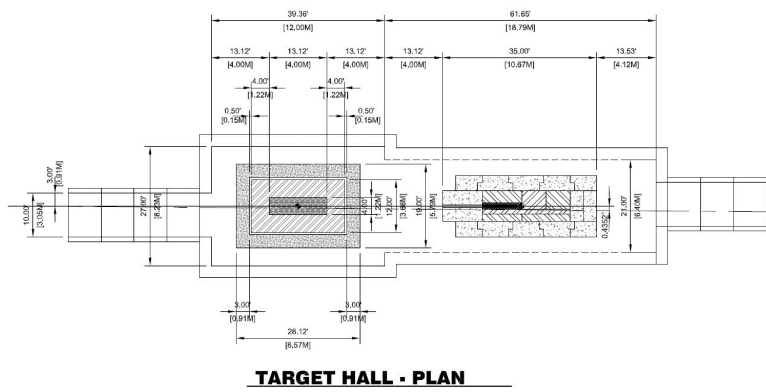 39.36'
[12,00M]
61.65'
[18,79M]
13.12'
[4,00M]
13.12'
[4,00M]
13.12'
[4,00M]
13.12'
[4,00M]
35.00'
[10.67M]
13.53'
[4.12M]
4.00'
[1.22M]
4.00'
[1.22M]
0.50'
[0.15M]
0.50'
[0.15M]
3.00'
[0.91M]
10.00'
[3,05M]
27.00'
[8.23M]
4.00'
[1.22M]
12.00'
[3.66M]
19.00'
[5.79M]
21.00'
[6.40M]
0.4352'
3.00'
[0.91M]
3.00'
[0.91M]
28.12'
[8,57M]
TARGET HALL - PLAN